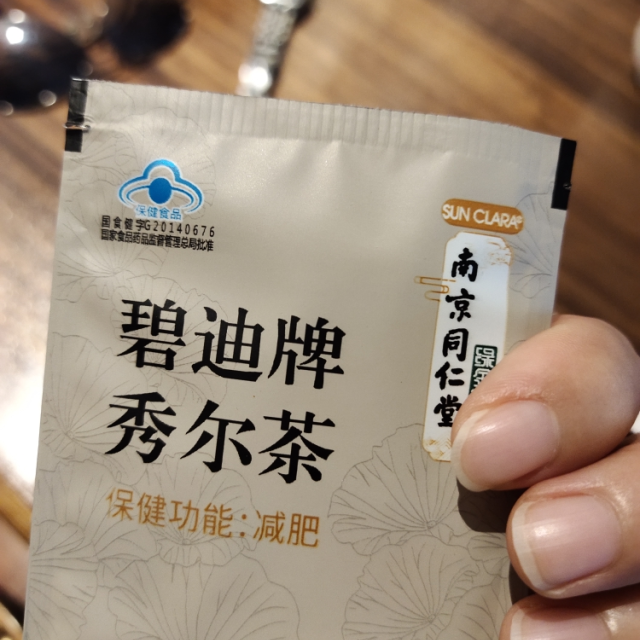 保健食品
国食健字G20140676
国家食品药品监督管理总局批准
SUN CLARA®
南京同仁堂
碧迪牌
秀尔茶
保健功能:减肥